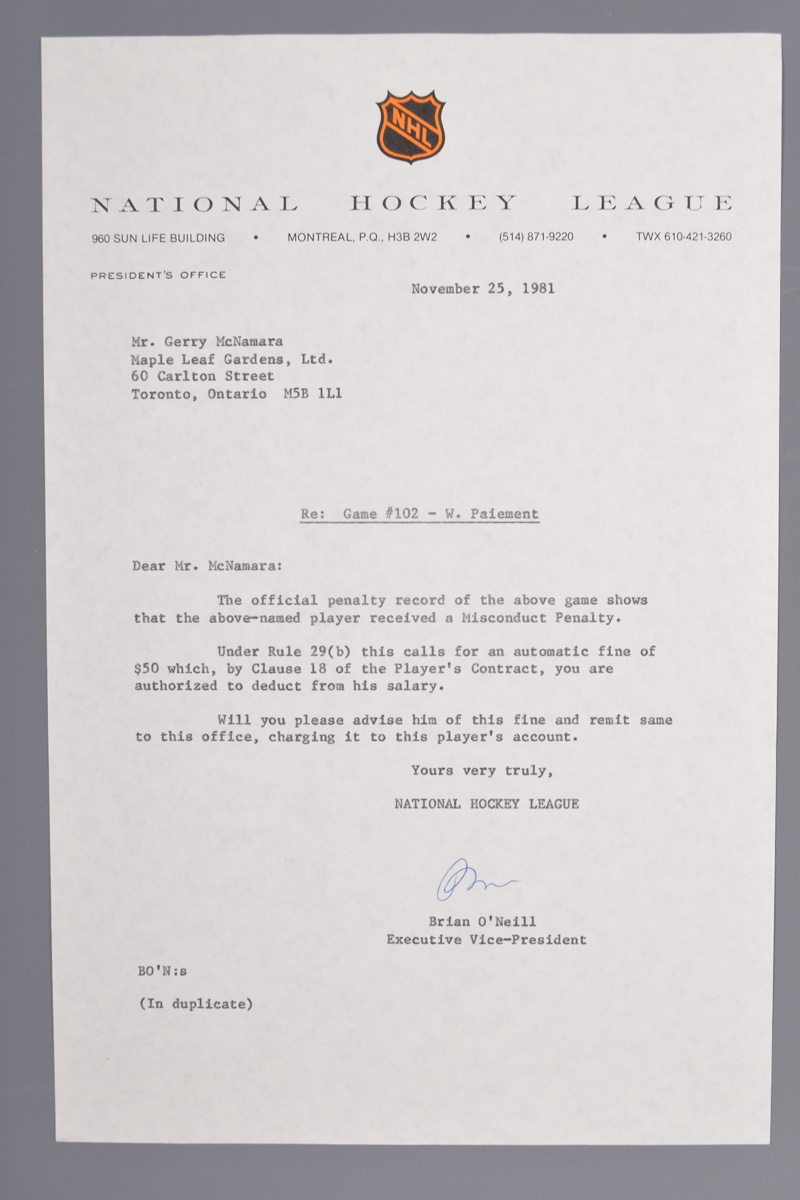 NHL
NATIONAL HOCKEY LEAGUE
960 SUN LIFE BUILDING • MONTREAL, P.Q., H3B 2W2 • (514) 871-9220 • TWX 610-421-3260
PRESIDENT'S OFFICE
November 25, 1981
Mr. Gerry McNamara
Maple Leaf Gardens, Ltd.
60 Carlton Street
Toronto, Ontario  M5B 1L1
Re:  Game #102 - W. Paiement
Dear Mr. McNamara:
The official penalty record of the above game shows
that the above-named player received a Misconduct Penalty.
Under Rule 29(b) this calls for an automatic fine of
$50 which, by Clause 18 of the Player's Contract, you are
authorized to deduct from his salary.
Will you please advise him of this fine and remit same
to this office, charging it to this player's account.
Yours very truly,
NATIONAL HOCKEY LEAGUE
Brian O'Neill
Executive Vice-President
BO'N:s
(In duplicate)